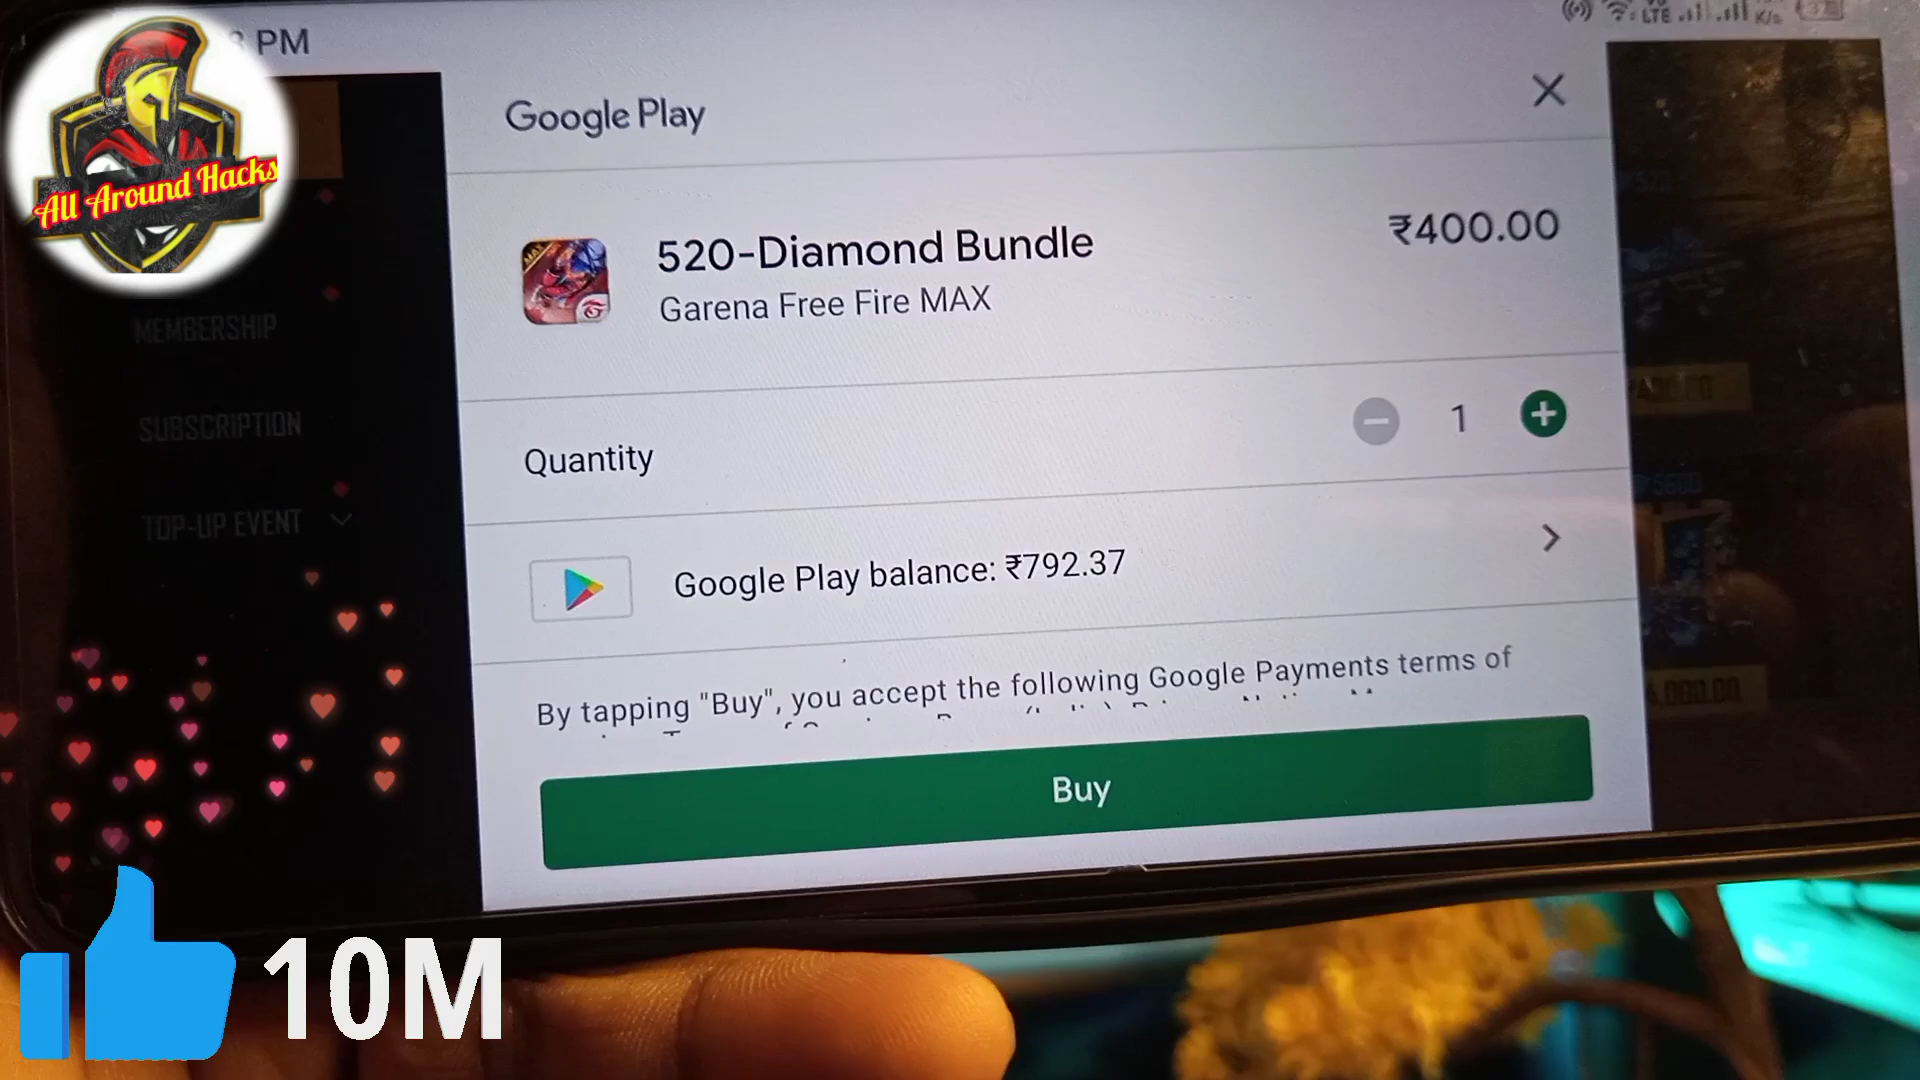 PM
LTE
K/s
All Around Hacks
Google Play
520-Diamond Bundle
₹400.00
Garena Free Fire MAX
MAX
MEMBERSHIP
SUBSCRIPTION
TOP-UP EVENT
Quantity
1
Google Play balance: ₹792.37
By tapping "Buy", you accept the following Google Payments terms of
Buy
10M